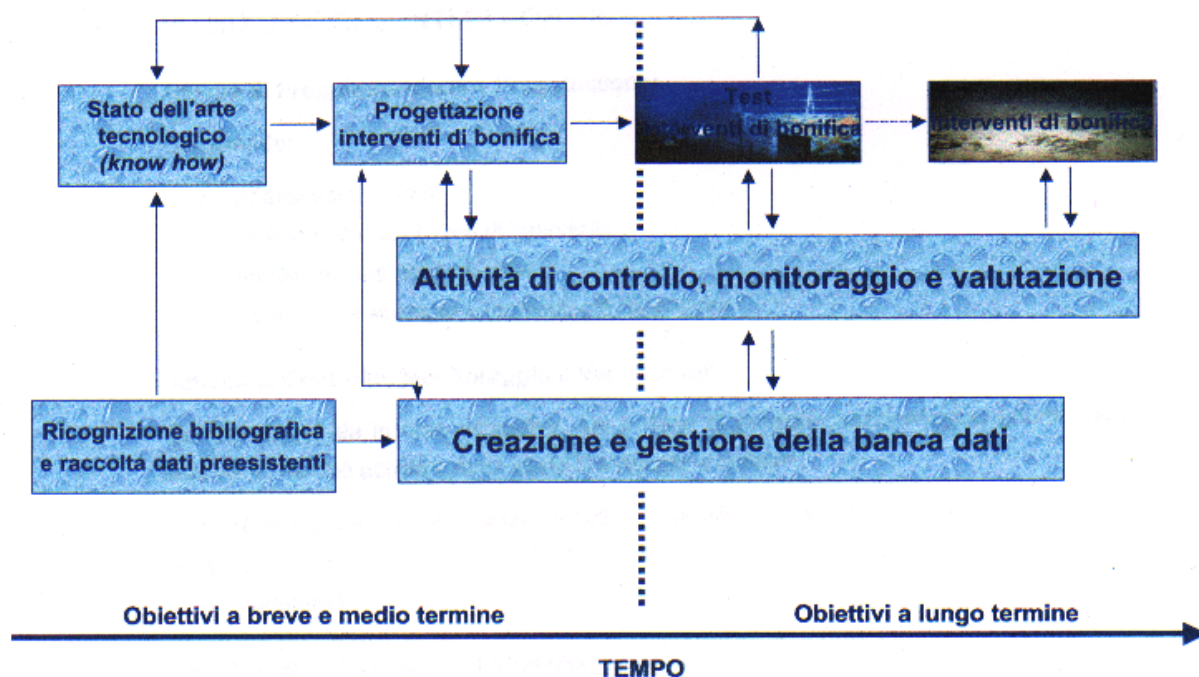 Stato dell'arte
tecnologico
(know how)
Progettazione
interventi di bonifica
Test
interventi di bonifica
interventi di bonifica
Attività di controllo, monitoraggio e valutazione
Ricognizione bibliografica
e raccolta dati preesistenti
Creazione e gestione della banca dati
Obiettivi a breve e medio termine
Obiettivi a lungo termine
TEMPO